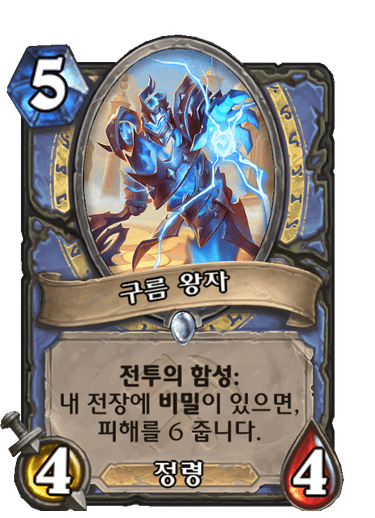 5
구름 왕자
전투의 함성:
내 전장에 비밀이 있으면,
피해를 6 줍니다.
4
정령
4